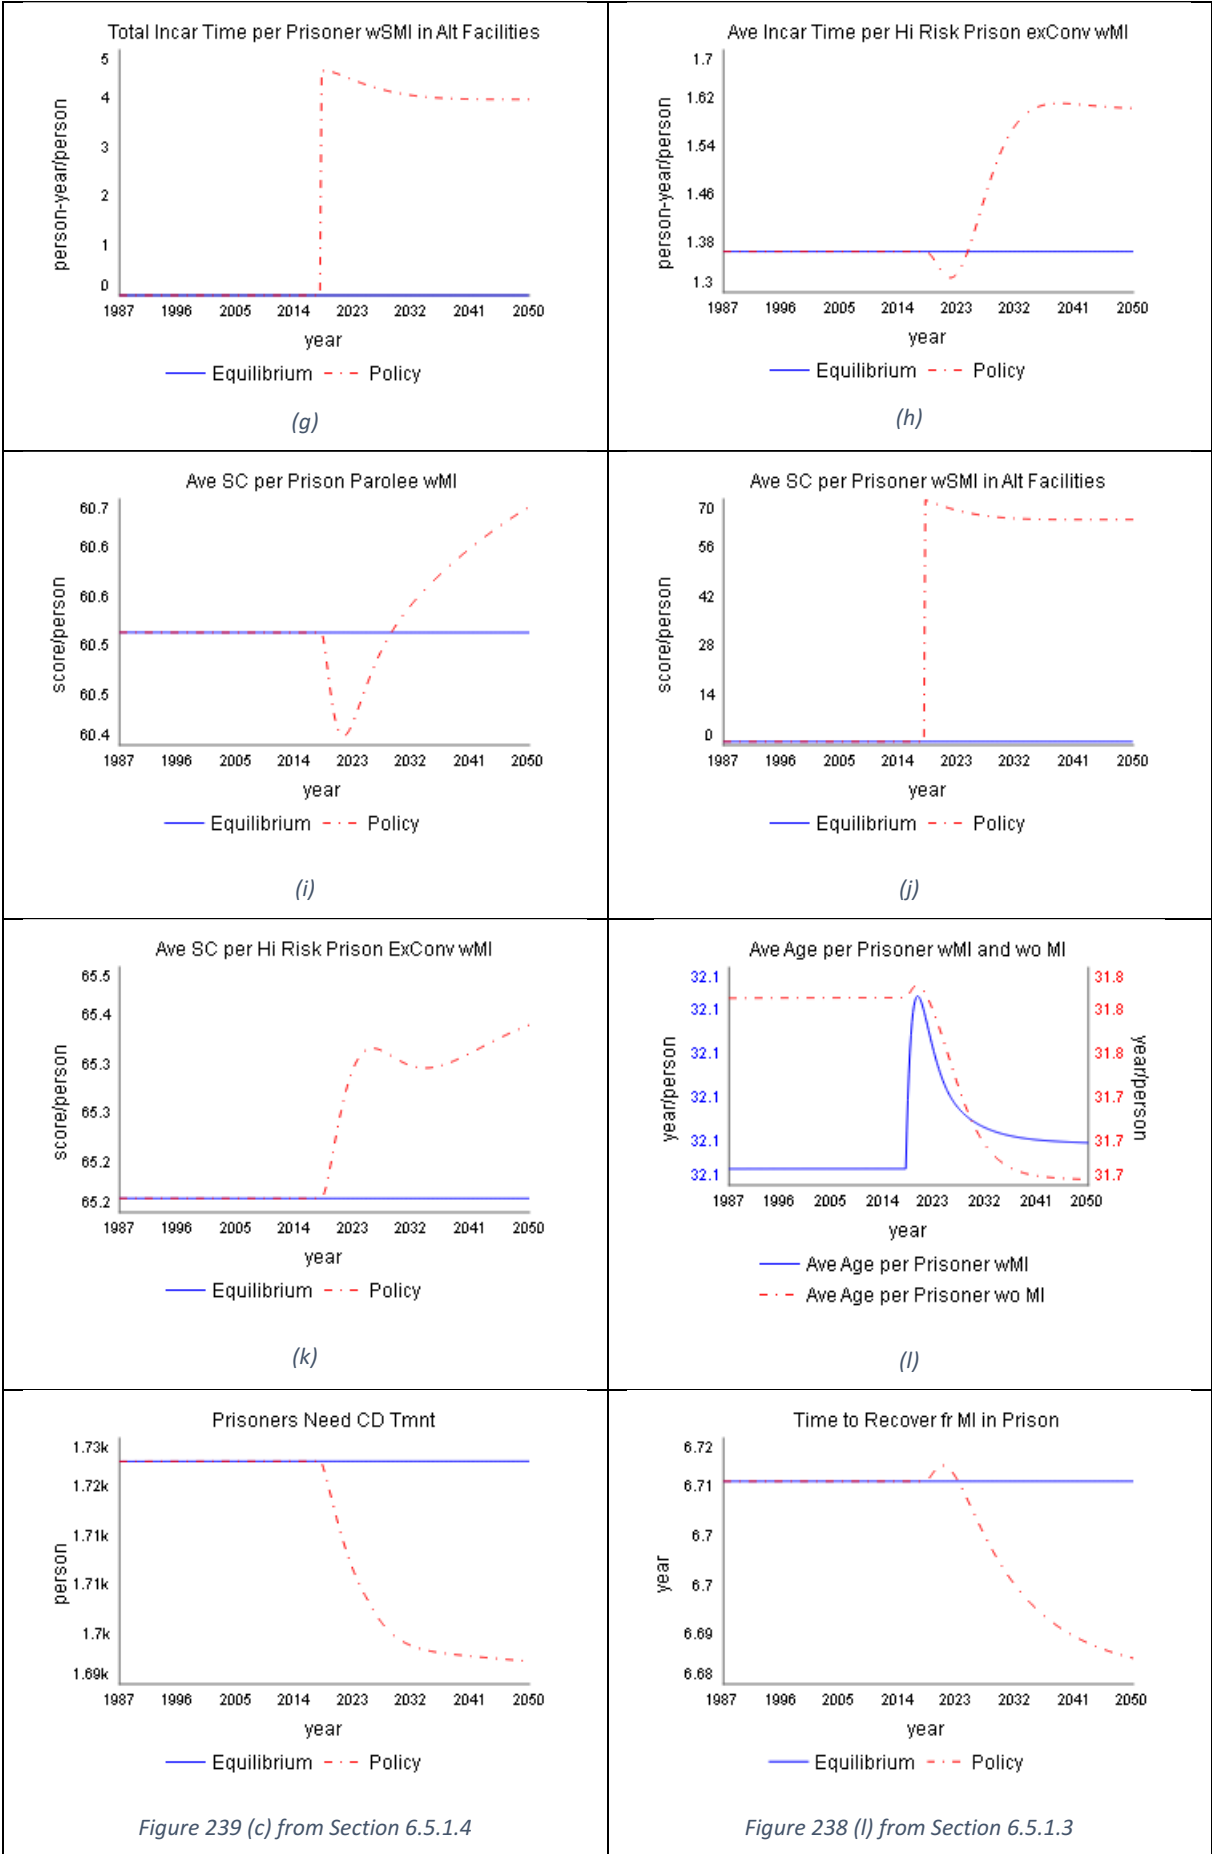 Total Incar Time per Prisoner wSMI in Alt Facilities
5
4
3
2
1
0
person-year/person
1987 1996 2005 2014 2023 2032 2041 2050
year
Equilibrium Policy
(g)
Ave Incar Time per Hi Risk Prison exConv wMI
1.7
1.62
1.54
1.46
1.38
1.3
person-year/person
1987 1996 2005 2014 2023 2032 2041 2050
year
Equilibrium Policy
(h)
Ave SC per Prison Parolee wMI
60.7
60.6
60.6
60.5
60.5
60.4
score/person
1987 1996 2005 2014 2023 2032 2041 2050
year
Equilibrium Policy
(i)
Ave SC per Prisoner wSMI in Alt Facilities
70
56
42
28
14
0
score/person
1987 1996 2005 2014 2023 2032 2041 2050
year
Equilibrium Policy
(j)
Ave SC per Hi Risk Prison ExConv wMI
65.5
65.4
65.3
65.3
65.2
65.2
score/person
1987 1996 2005 2014 2023 2032 2041 2050
year
Equilibrium Policy
(k)
Ave Age per Prisoner wMI and wo MI
32.1 31.8
32.1 31.8
32.1 31.8
32.1 31.7
32.1 31.7
32.1 31.7
year/person
year/person
1987 1996 2005 2014 2023 2032 2041 2050
year
Ave Age per Prisoner wMI
Ave Age per Prisoner wo MI
(l)
Prisoners Need CD Tmnt
1.73k
1.72k
1.71k
1.71k
1.7k
1.69k
person
1987 1996 2005 2014 2023 2032 2041 2050
year
Equilibrium Policy
Figure 239 (c) from Section 6.5.1.4
Time to Recover fr MI in Prison
6.72
6.71
6.7
6.7
6.69
6.68
year
1987 1996 2005 2014 2023 2032 2041 2050
year
Equilibrium Policy
Figure 238 (l) from Section 6.5.1.3